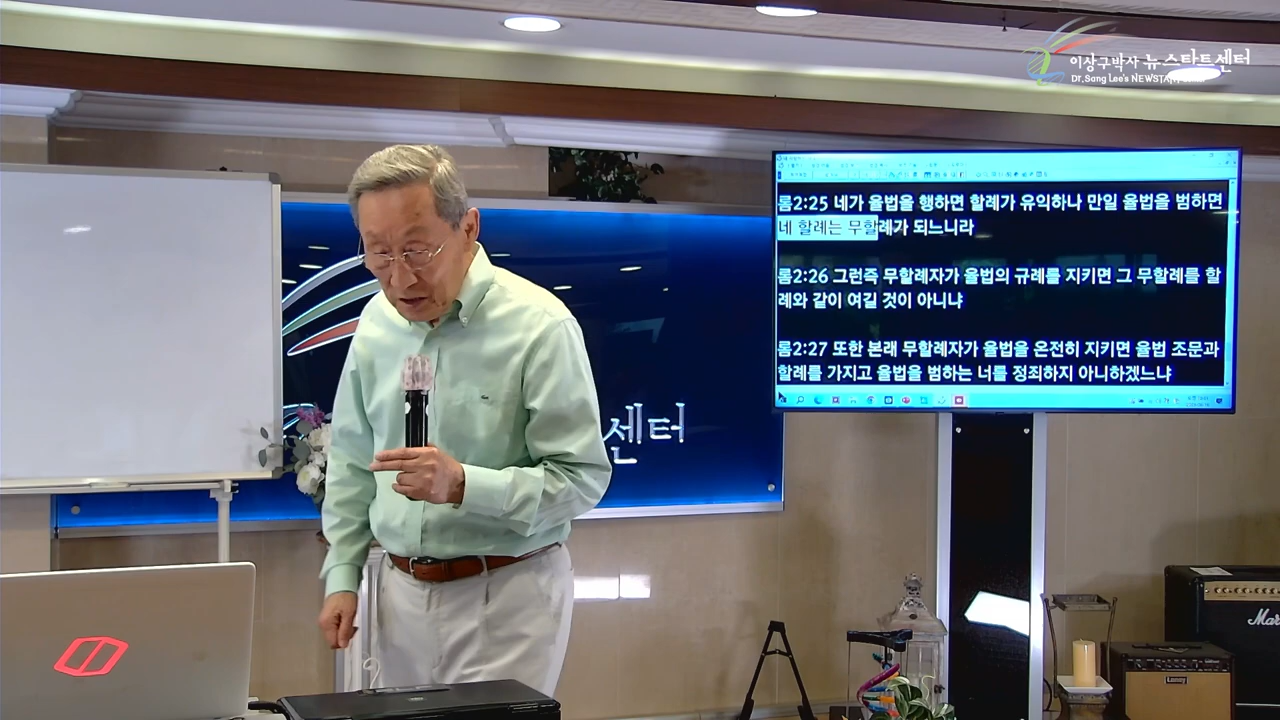 이상구박사 뉴스타트센터
Dr.Sang Lee's NEWSTART
롬2:25 네가 율법을 행하면 할례가 유익하나 만일 율법을 범하면
네 할례는 무할례가 되느니라
롬2:26 그런즉 무할례자가 율법의 규례를 지키면 그 무할례를 할
례와 같이 여길 것이 아니냐
롬2:27 또한 본래 무할례자가 율법을 온전히 지키면 율법 조문과
할례를 가지고 율법을 범하는 너를 정죄하지 아니하겠느냐
센터
Laney